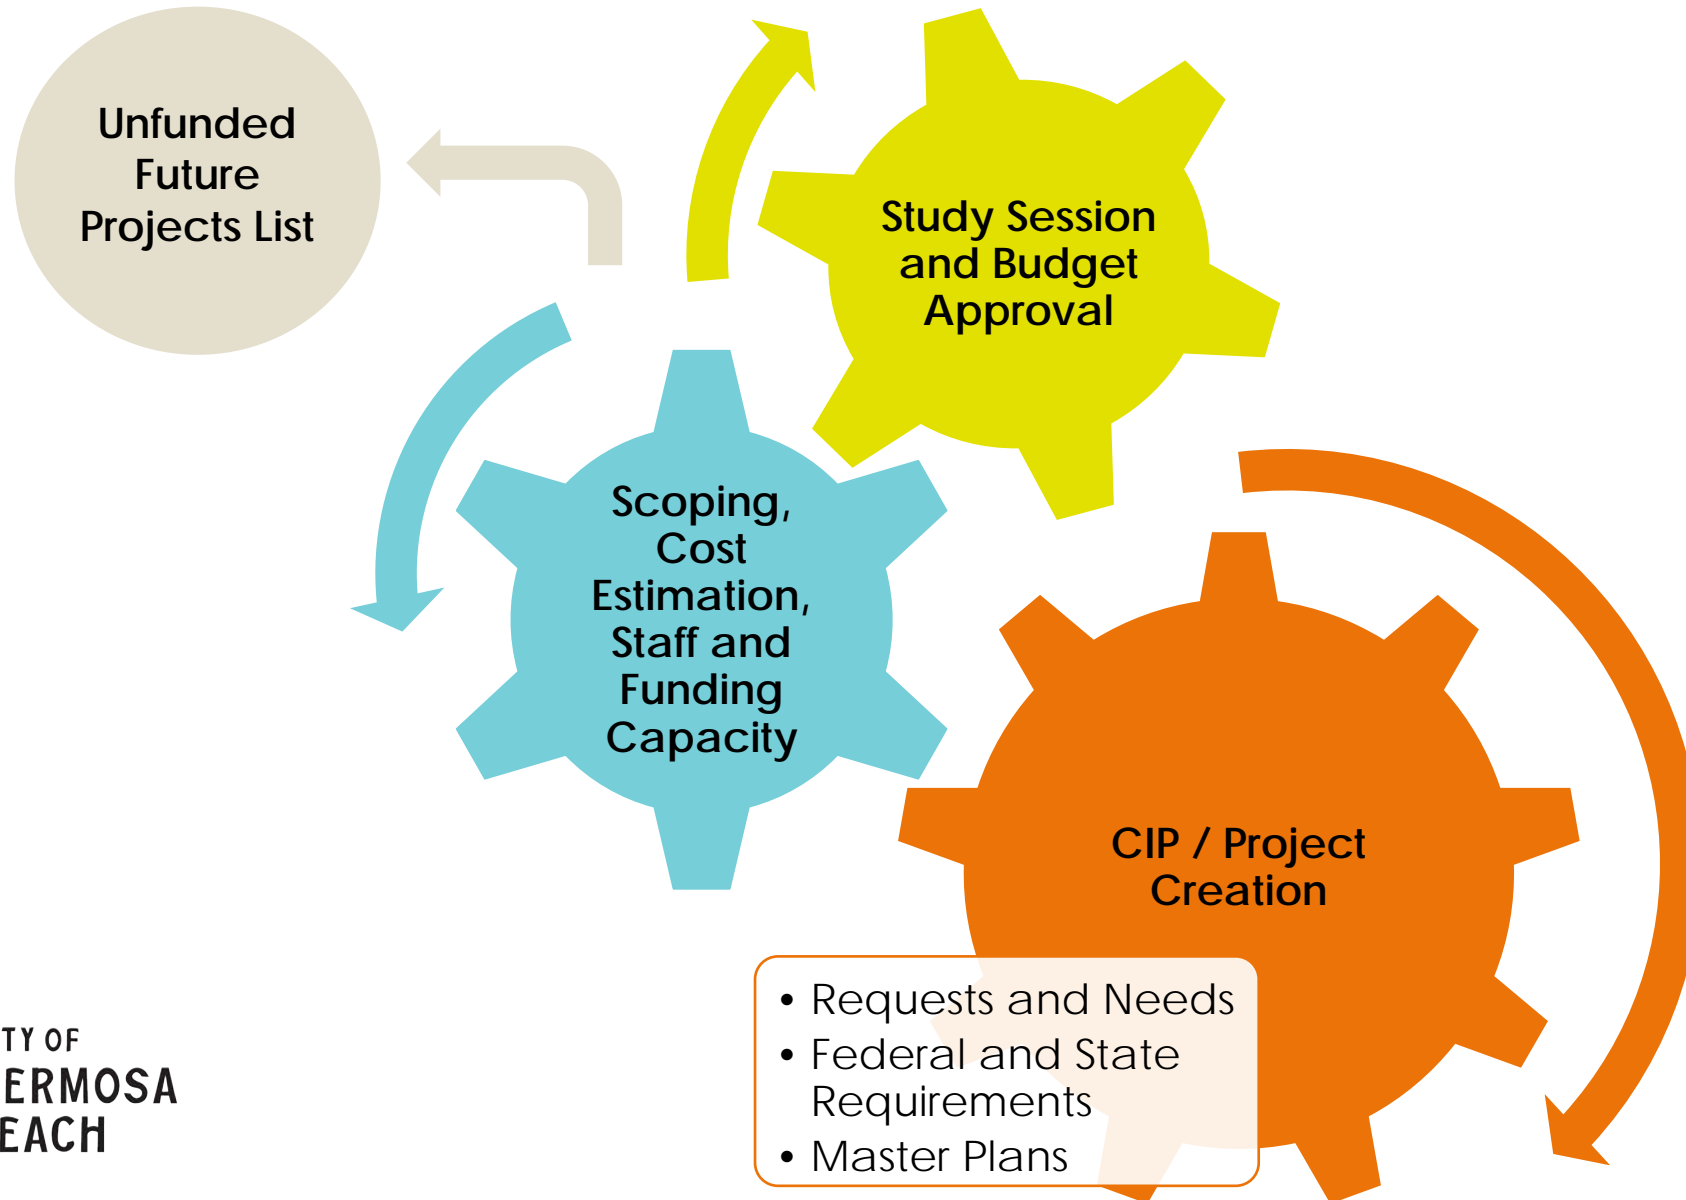 Unfunded
Future
Projects List
Study Session
and Budget
Approval
Scoping,
Cost
Estimation,
Staff and
Funding
Capacity
CIP / Project
Creation
• Requests and Needs
• Federal and State
Requirements
• Master Plans
TY OF
ERMOSA
EACH